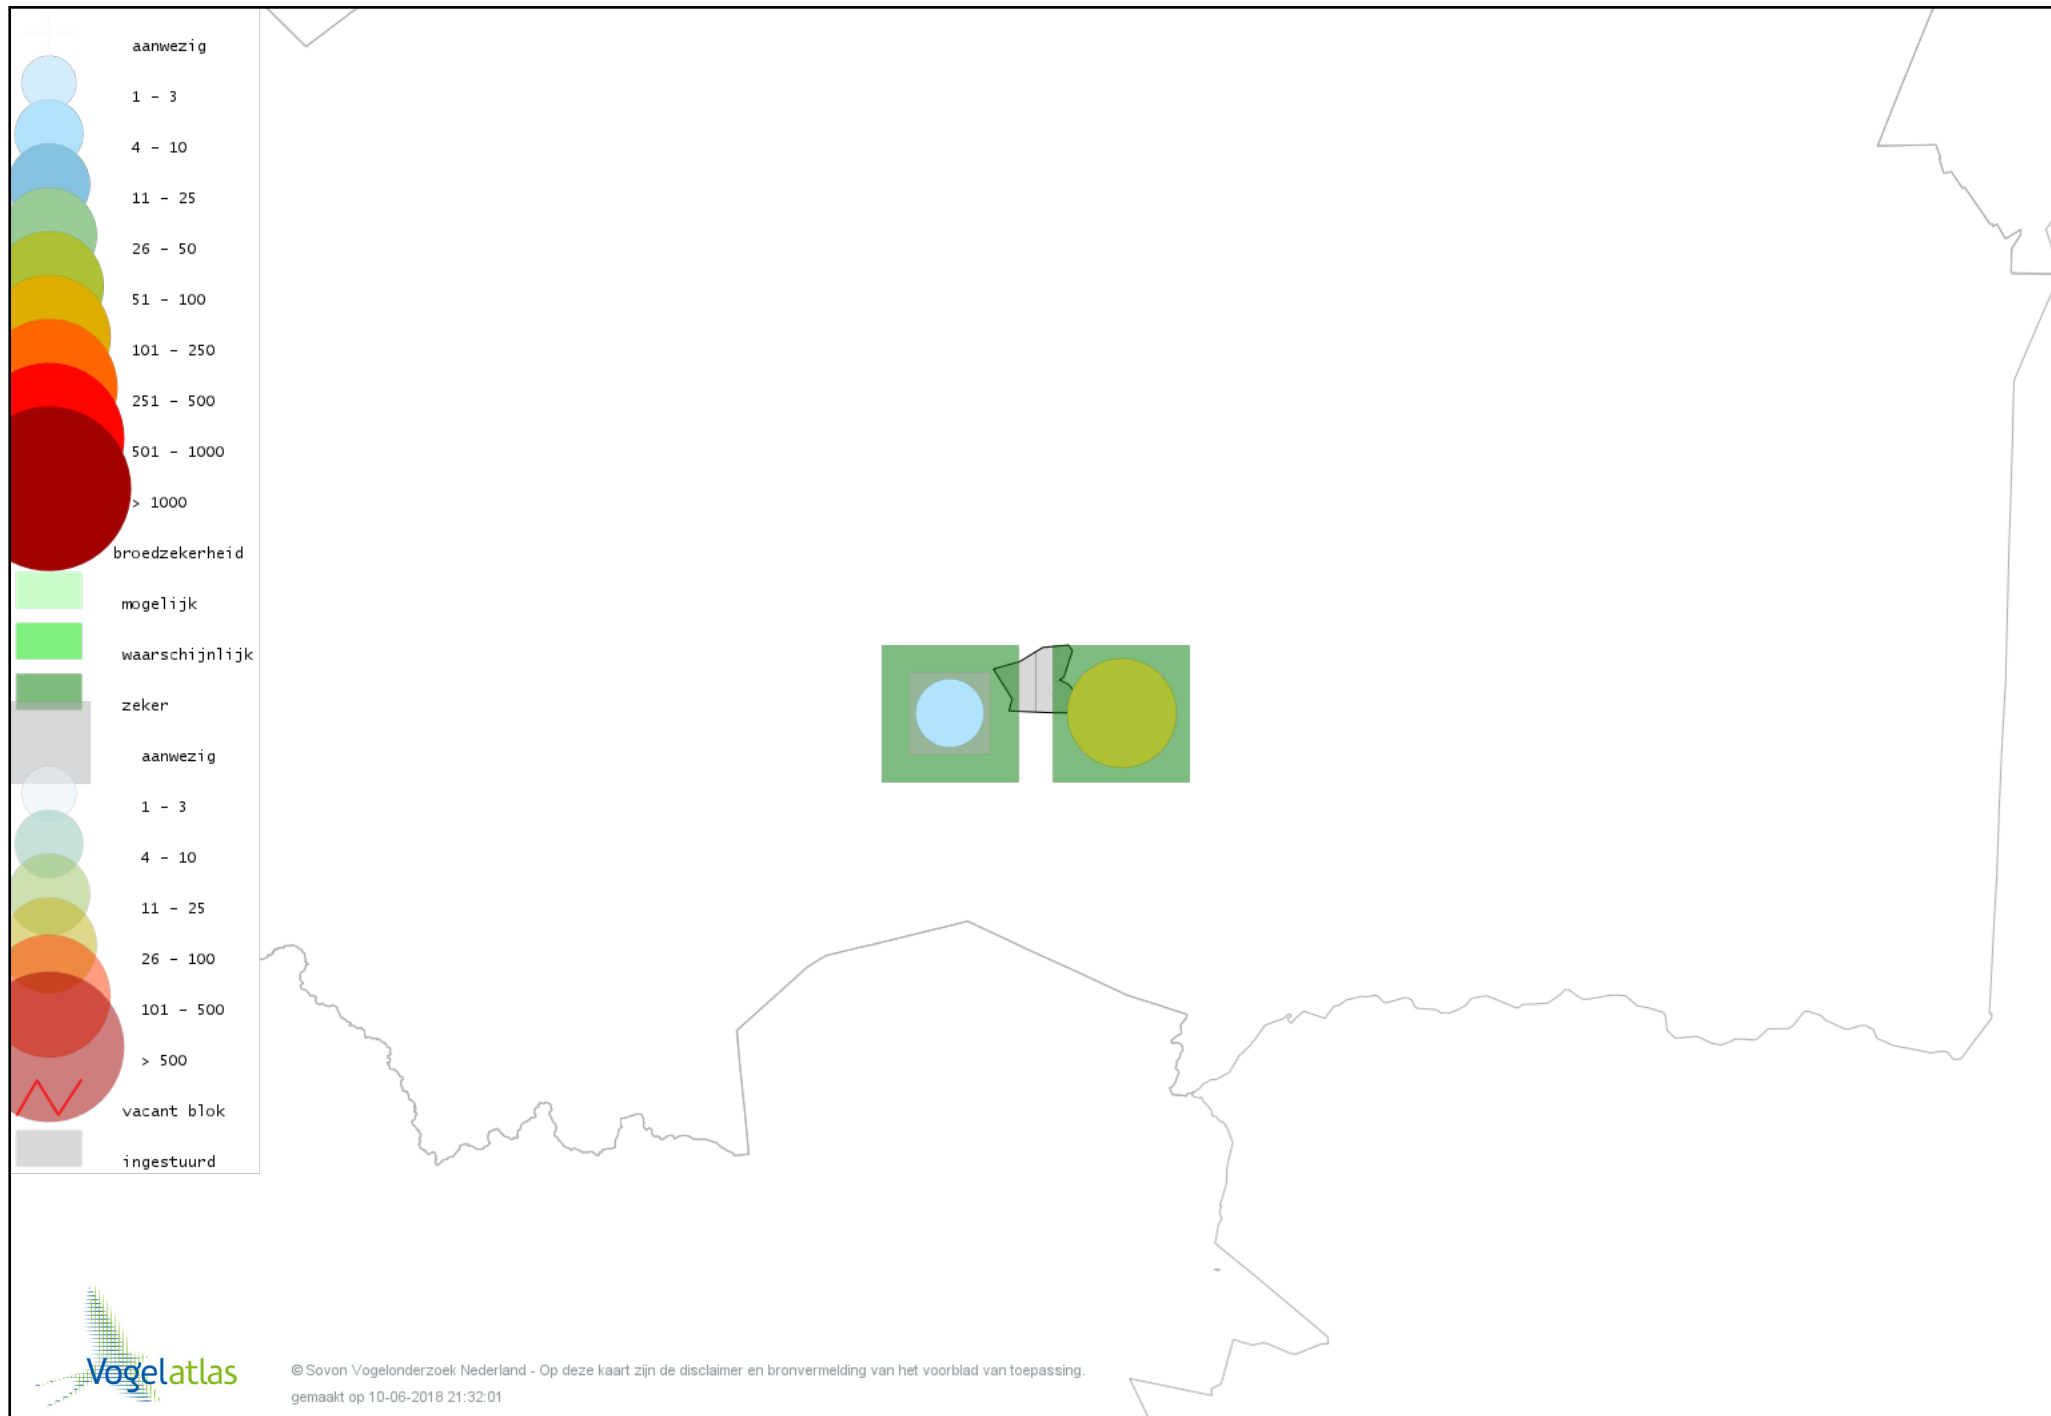 aanwezig
1 - 3
4 - 10
11 - 25
26 - 50
51 - 100
101 - 250
251 - 500
501 - 1000
> 1000
broedzekerheid
mogelijk
waarschijnlijk
zeker
aanwezig
1 - 3
4 - 10
11 - 25
26 - 100
101 - 500
> 500
vacant blok
ingestuurd
Vogelatlas
© Sovon Vogelonderzoek Nederland - Op deze kaart zijn de disclaimer en bronvermelding van het voorblad van toepassing.
gemaakt op 10-06-2018 21:32:01